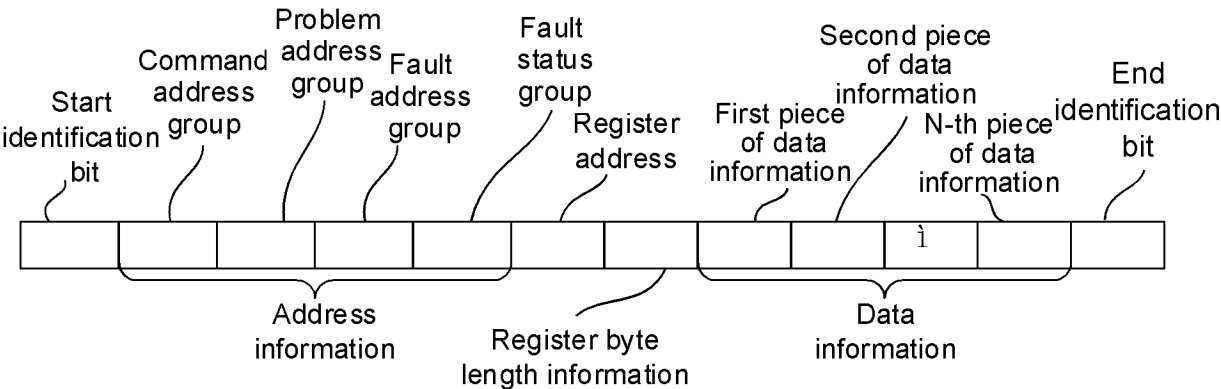 Start
identification
bit
Command
address
group
Problem
address
group
Fault
address
group
Fault
status
group
Register
address
First piece
of data
information
Second piece
of data
information
N-th piece
of data
information
End
identification
bit
ì
Address
information
Register byte
length information
Data
information